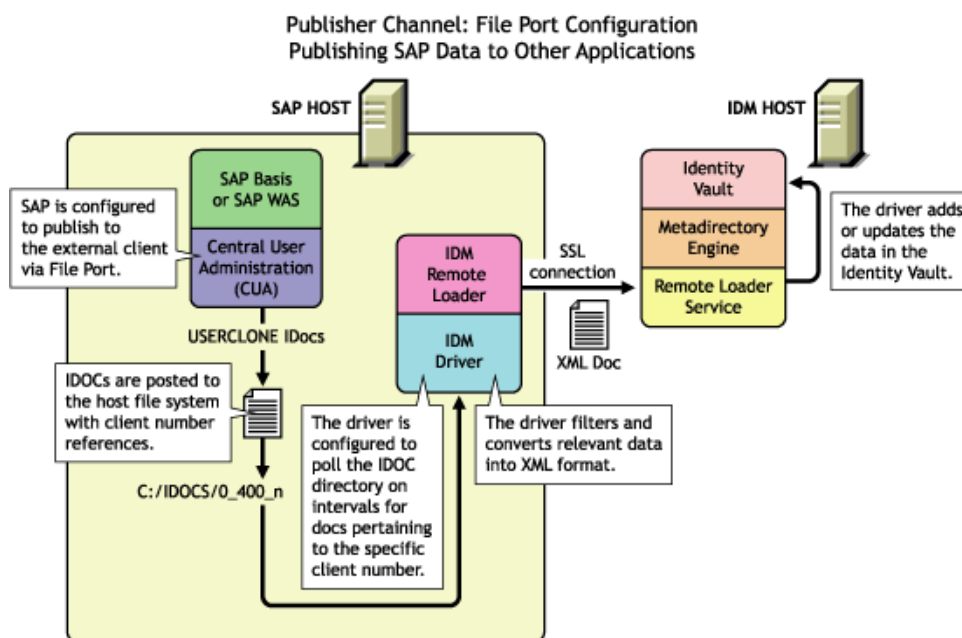 Publisher Channel: File Port Configuration
Publishing SAP Data to Other Applications
SAP HOST
IDM HOST
SAP Basis
or SAP WAS
Central User
Administration
(CUA)
SAP is configured
to publish to
the external client
via File Port.
USERCLONE IDocs
IDOCs are posted to
the host file system
with client number
references.
C:/IDOCS/0_400_n
IDM
Remote
Loader
IDM
Driver
The driver is
configured to
poll the IDOC
directory on
intervals for
docs pertaining
to the specific
client number.
The driver filters and
converts relevant data
into XML format.
SSL
connection
XML Doc
Identity
Vault
Metadirectory
Engine
Remote Loader
Service
The driver adds
or updates the
data in the
Identity Vault.